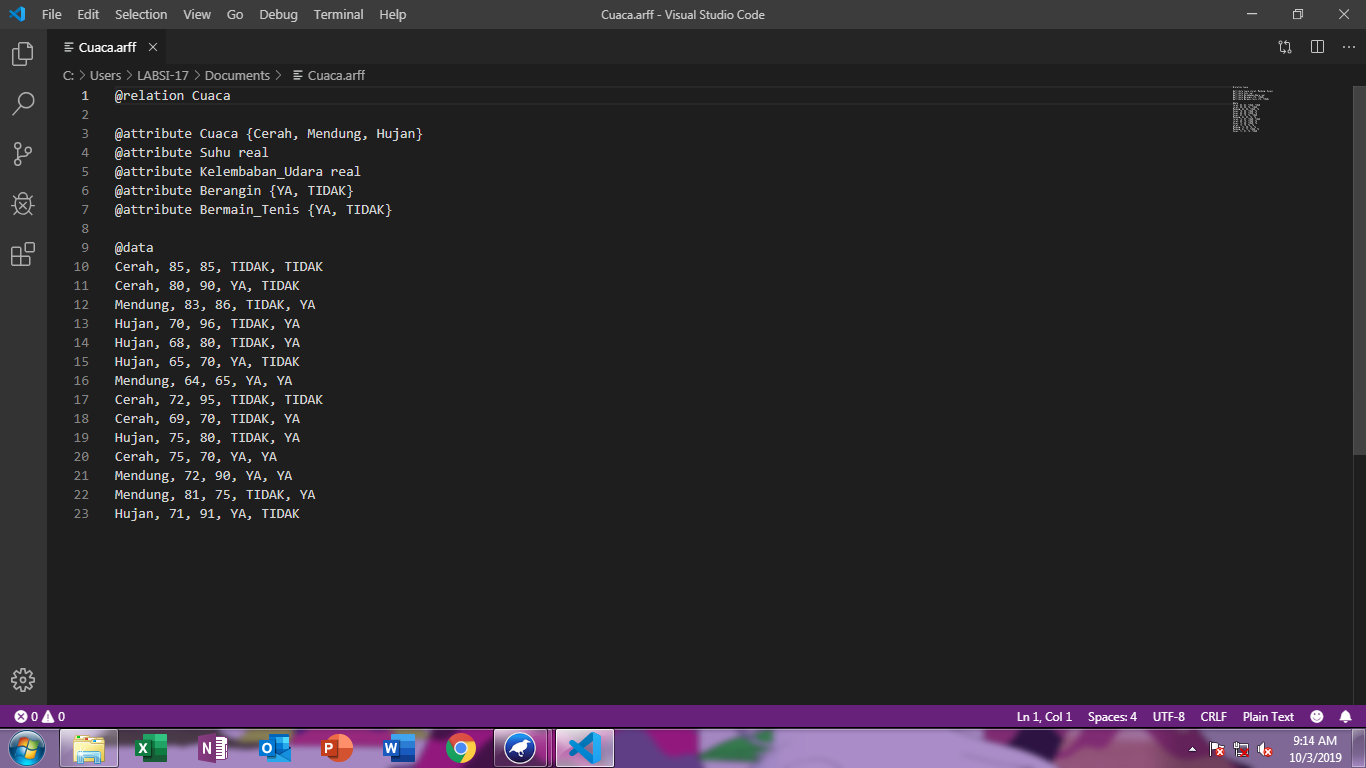 File Edit Selection View Go Debug Terminal Help Cuaca.arff - Visual Studio Code
Cuaca.arff
C: > Users > LABSI-17 > Documents > Cuaca.arff
1 @relation Cuaca
2
3 @attribute Cuaca {Cerah, Mendung, Hujan}
4 @attribute Suhu real
5 @attribute Kelembaban_Udara real
6 @attribute Berangin {YA, TIDAK}
7 @attribute Bermain_Tenis {YA, TIDAK}
8
9 @data
10 Cerah, 85, 85, TIDAK, TIDAK
11 Cerah, 80, 90, YA, TIDAK
12 Mendung, 83, 86, TIDAK, YA
13 Hujan, 70, 96, TIDAK, YA
14 Hujan, 68, 80, TIDAK, YA
15 Hujan, 65, 70, YA, TIDAK
16 Mendung, 64, 65, YA, YA
17 Cerah, 72, 95, TIDAK, TIDAK
18 Cerah, 69, 70, TIDAK, YA
19 Hujan, 75, 80, TIDAK, YA
20 Cerah, 75, 70, YA, YA
21 Mendung, 72, 90, YA, YA
22 Mendung, 81, 75, TIDAK, YA
23 Hujan, 71, 91, YA, TIDAK
0 0 Ln 1, Col 1 Spaces: 4 UTF-8 CRLF Plain Text
9:14 AM
10/3/2019